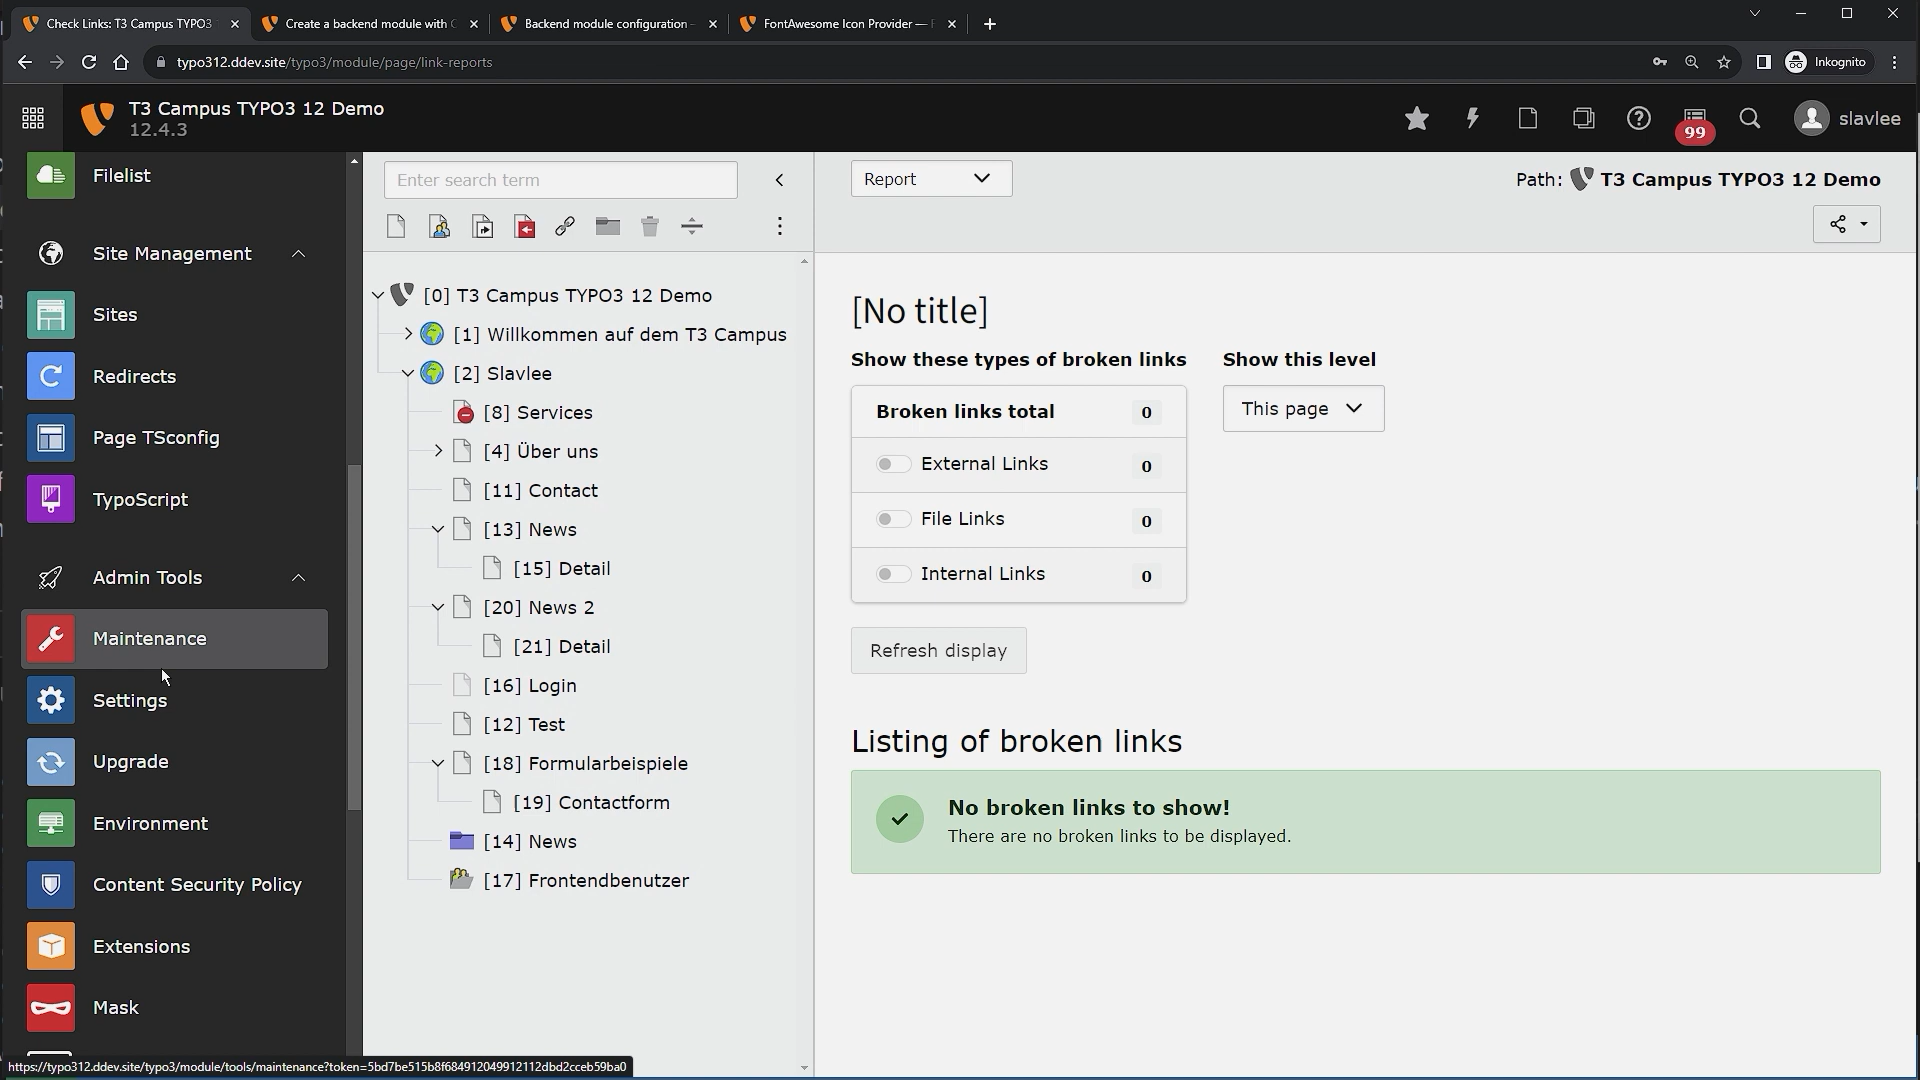 Check Links: T3 Campus TYPO3
Create a backend module with
Backend module configuration -
FontAwesome Icon Provider —
typo312.ddev.site/typo3/module/page/link-reports
Inkognito
T3 Campus TYPO3 12 Demo
12.4.3
99
slavlee
Filelist
Site Management
Sites
Redirects
Page TSconfig
TypoScript
Admin Tools
Maintenance
Settings
Upgrade
Environment
Content Security Policy
Extensions
Mask
Enter search term
[0] T3 Campus TYPO3 12 Demo
[1] Willkommen auf dem T3 Campus
[2] Slavlee
[8] Services
[4] Über uns
[11] Contact
[13] News
[15] Detail
[20] News 2
[21] Detail
[16] Login
[12] Test
[18] Formularbeispiele
[19] Contactform
[14] News
[17] Frontendbenutzer
Report
Path: T3 Campus TYPO3 12 Demo
[No title]
Show these types of broken links
Show this level
Broken links total 0
This page
External Links 0
File Links 0
Internal Links 0
Refresh display
Listing of broken links
No broken links to show!
There are no broken links to be displayed.
https://typo312.ddev.site/typo3/module/tools/maintenance?token=5bd7be515b8f684912049912112dbd2cceb59ba0